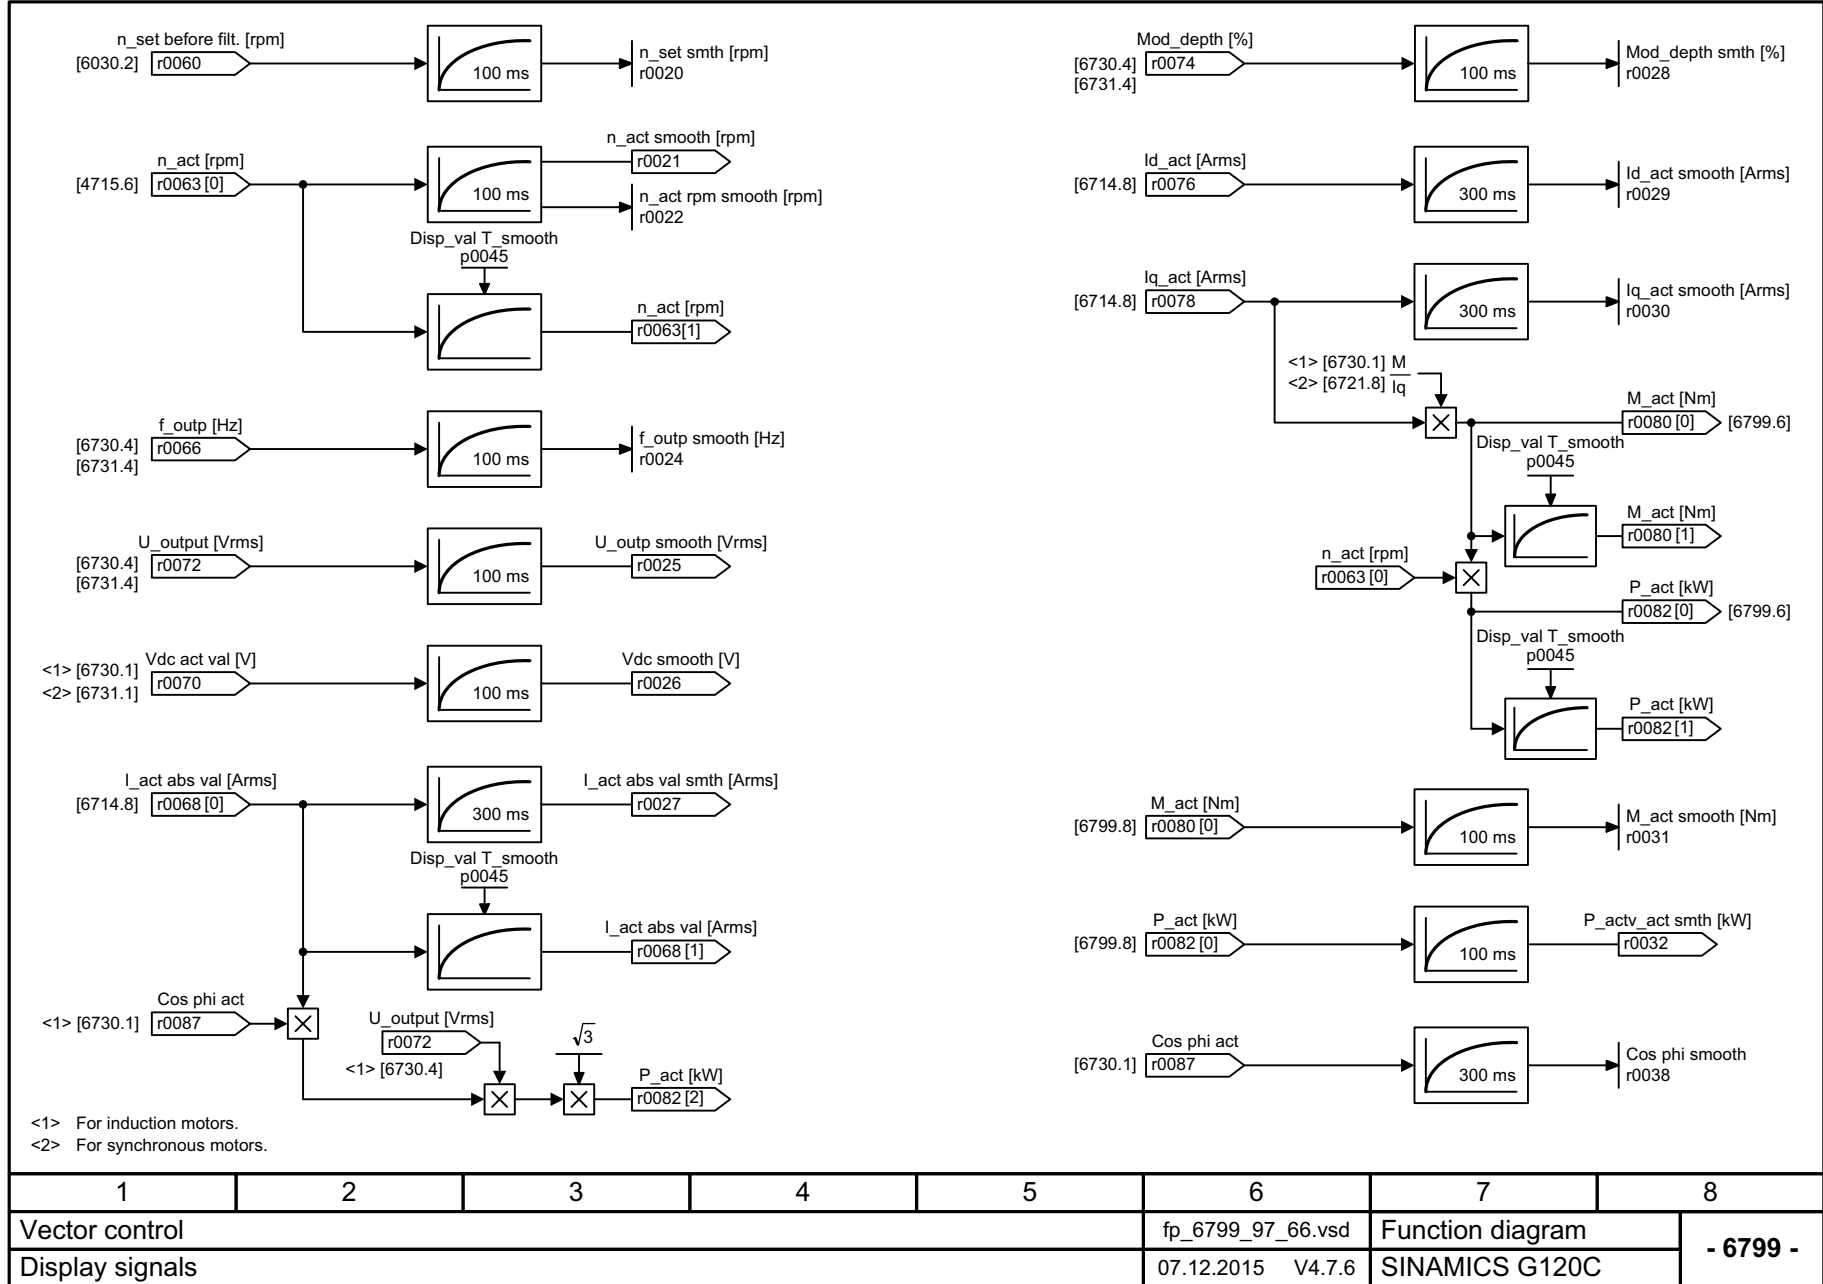 n_set before filt. [rpm]
[6030.2] r0060
100 ms
n_set smth [rpm]
r0020
n_act [rpm]
[4715.6] r0063 [0]
100 ms
n_act smooth [rpm]
r0021
n_act rpm smooth [rpm]
r0022
Disp_val T_smooth
p0045
n_act [rpm]
r0063[1]
f_outp [Hz]
[6730.4] r0066
[6731.4]
100 ms
f_outp smooth [Hz]
r0024
U_output [Vrms]
[6730.4] r0072
[6731.4]
100 ms
U_outp smooth [Vrms]
r0025
Vdc act val [V]
<1> [6730.1] r0070
<2> [6731.1]
100 ms
Vdc smooth [V]
r0026
I_act abs val [Arms]
[6714.8] r0068 [0]
300 ms
I_act abs val smth [Arms]
r0027
Disp_val T_smooth
p0045
I_act abs val [Arms]
r0068 [1]
Cos phi act
<1> [6730.1] r0087
U_output [Vrms]
r0072
<1> [6730.4]
√3
P_act [kW]
r0082 [2]
<1> For induction motors.
<2> For synchronous motors.
Mod_depth [%]
[6730.4] r0074
[6731.4]
100 ms
Mod_depth smth [%]
r0028
Id_act [Arms]
[6714.8] r0076
300 ms
Id_act smooth [Arms]
r0029
Iq_act [Arms]
[6714.8] r0078
300 ms
Iq_act smooth [Arms]
r0030
<1> [6730.1] M
<2> [6721.8] Iq
M_act [Nm]
r0080 [0] [6799.6]
Disp_val T_smooth
p0045
M_act [Nm]
r0080 [1]
n_act [rpm]
r0063 [0]
P_act [kW]
r0082 [0] [6799.6]
Disp_val T_smooth
p0045
P_act [kW]
r0082 [1]
M_act [Nm]
[6799.8] r0080 [0]
100 ms
M_act smooth [Nm]
r0031
P_act [kW]
[6799.8] r0082 [0]
100 ms
P_actv_act smth [kW]
r0032
Cos phi act
[6730.1] r0087
300 ms
Cos phi smooth
r0038
1 2 3 4 5 6 7 8
Vector control fp_6799_97_66.vsd Function diagram - 6799 -
Display signals 07.12.2015 V4.7.6 SINAMICS G120C